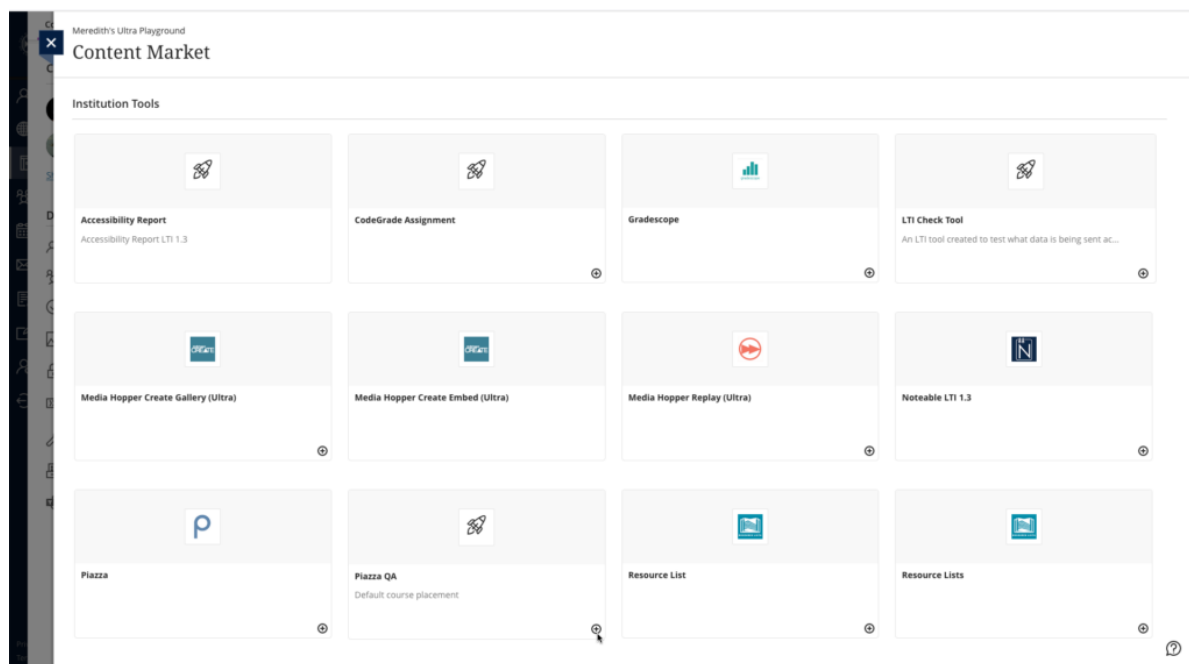 Meredith's Ultra Playground
Content Market
Institution Tools
Accessibility Report
Accessibility Report LTI 1.3
CodeGrade Assignment
Gradescope
LTI Check Tool
An LTI tool created to test what data is being sent ac...
CREATE
Media Hopper Create Gallery (Ultra)
CREATE
Media Hopper Create Embed (Ultra)
Media Hopper Replay (Ultra)
N
Noteable LTI 1.3
Piazza
Piazza QA
Default course placement
Resource List
Resource Lists